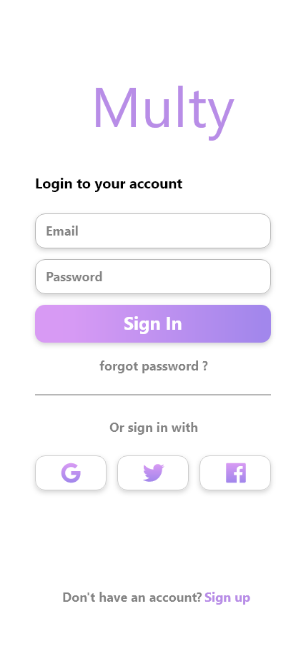 Multy
Login to your account
Email
Password
Sign In
forgot password ?
Or sign in with
Don't have an account? Sign up